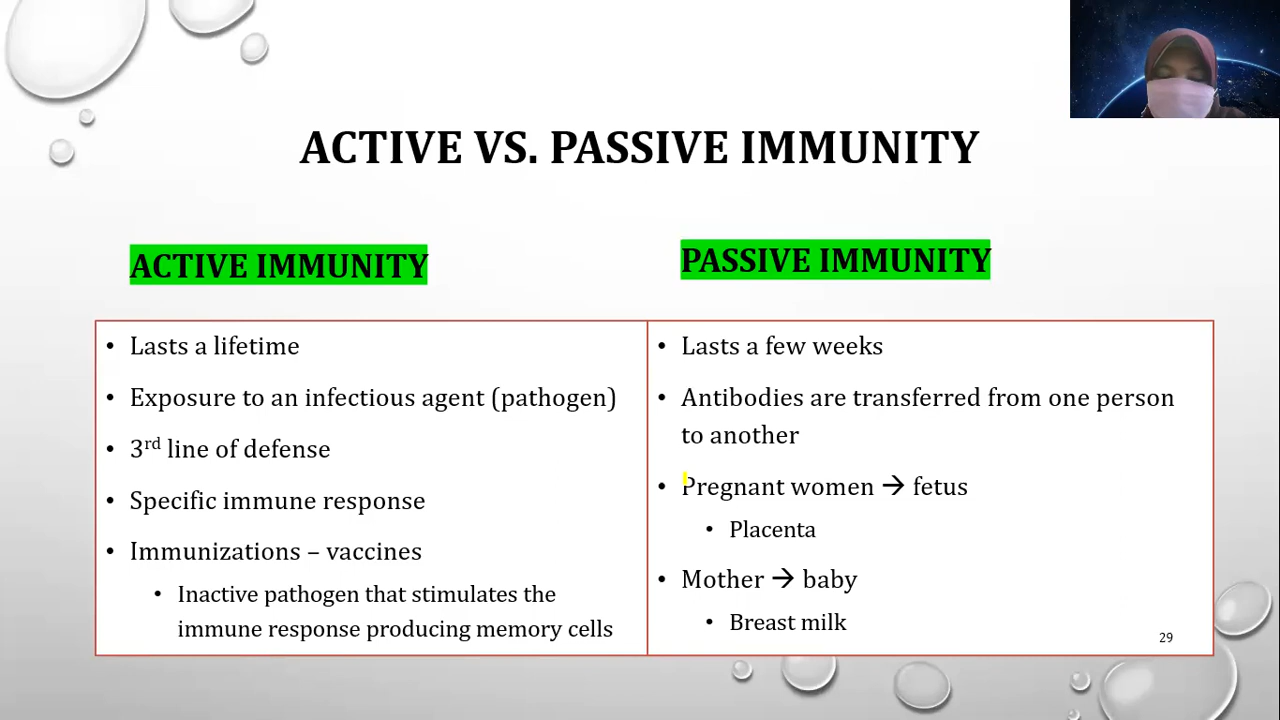 ACTIVE VS. PASSIVE IMMUNITY
ACTIVE IMMUNITY
• Lasts a lifetime
• Exposure to an infectious agent (pathogen)
• 3rd line of defense
• Specific immune response
• Immunizations – vaccines
• Inactive pathogen that stimulates the
immune response producing memory cells
PASSIVE IMMUNITY
• Lasts a few weeks
• Antibodies are transferred from one person
to another
• Pregnant women → fetus
• Placenta
• Mother → baby
• Breast milk
29